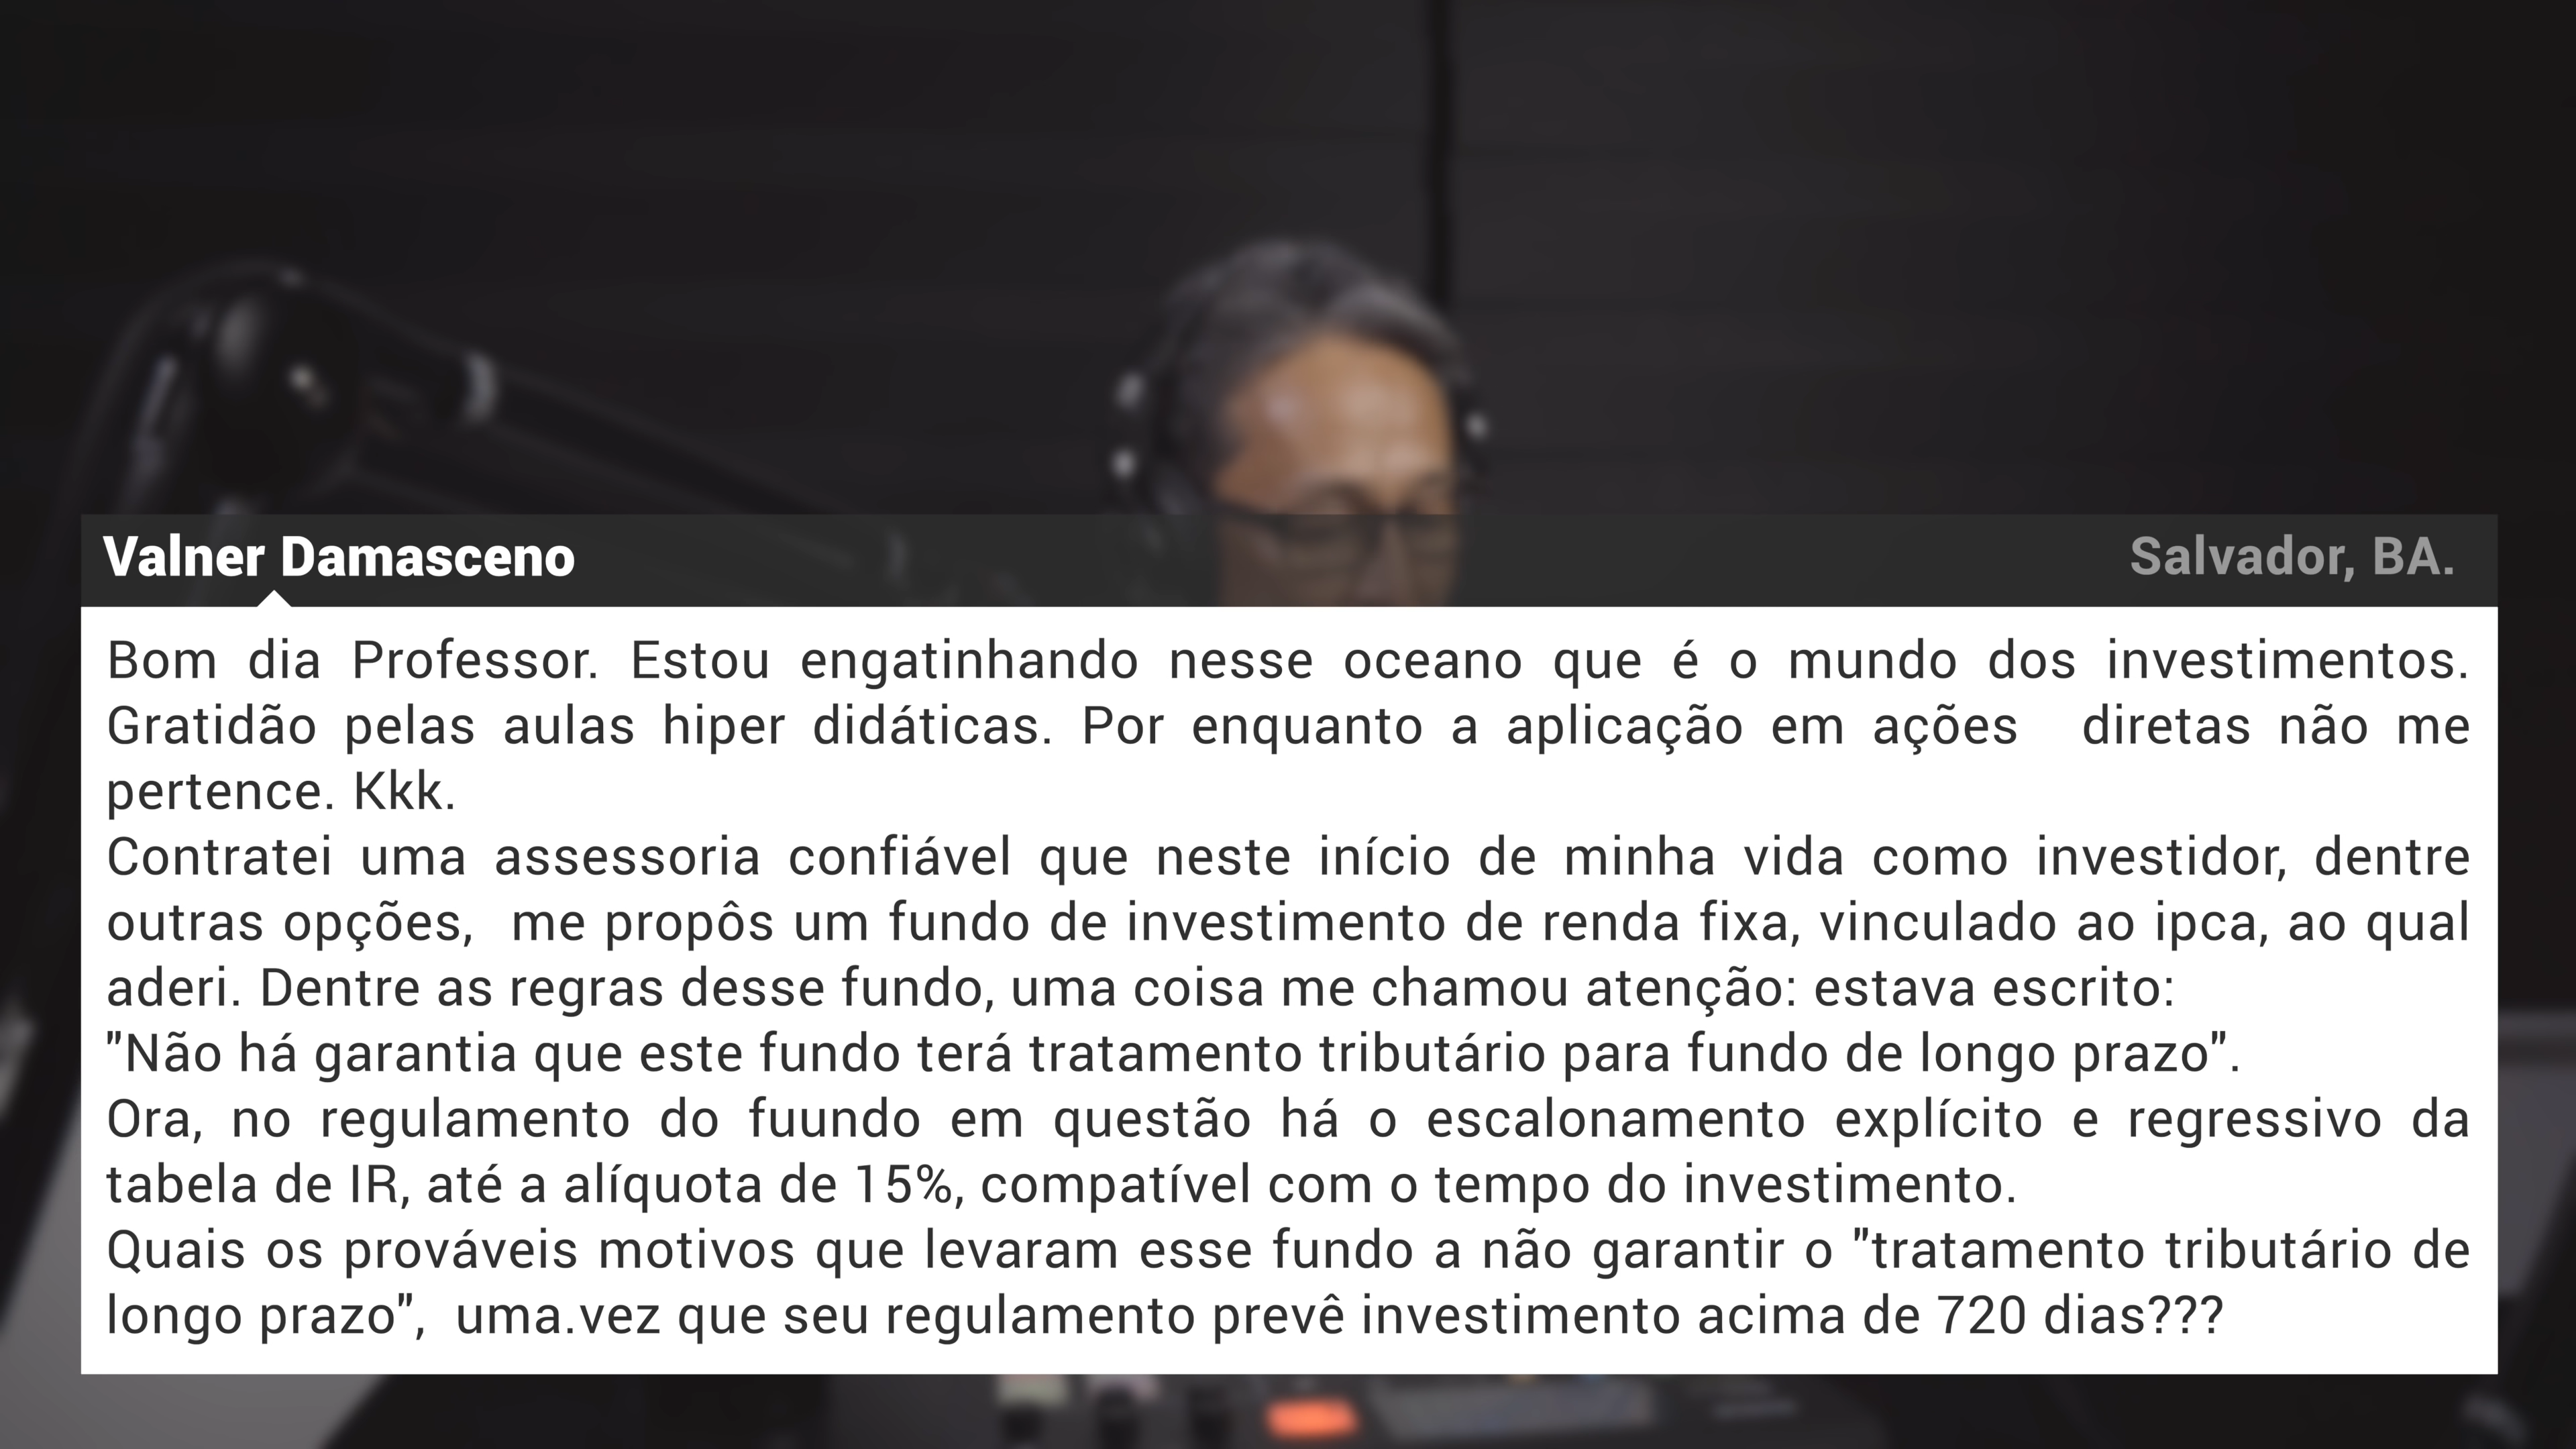 Valner Damasceno
Salvador, BA.
Bom dia Professor. Estou engatinhando nesse oceano que é o mundo dos investimentos.
Gratidão pelas aulas hiper didáticas. Por enquanto a aplicação em ações diretas não me
pertence. Kkk.
Contratei uma assessoria confiável que neste início de minha vida como investidor, dentre
outras opções, me propôs um fundo de investimento de renda fixa, vinculado ao ipca, ao qual
aderi. Dentre as regras desse fundo, uma coisa me chamou atenção: estava escrito:
"Não há garantia que este fundo terá tratamento tributário para fundo de longo prazo".
Ora, no regulamento do fuundo em questão há o escalonamento explícito e regressivo da
tabela de IR, até a alíquota de 15%, compatível com o tempo do investimento.
Quais os prováveis motivos que levaram esse fundo a não garantir o "tratamento tributário de
longo prazo", uma.vez que seu regulamento prevê investimento acima de 720 dias???